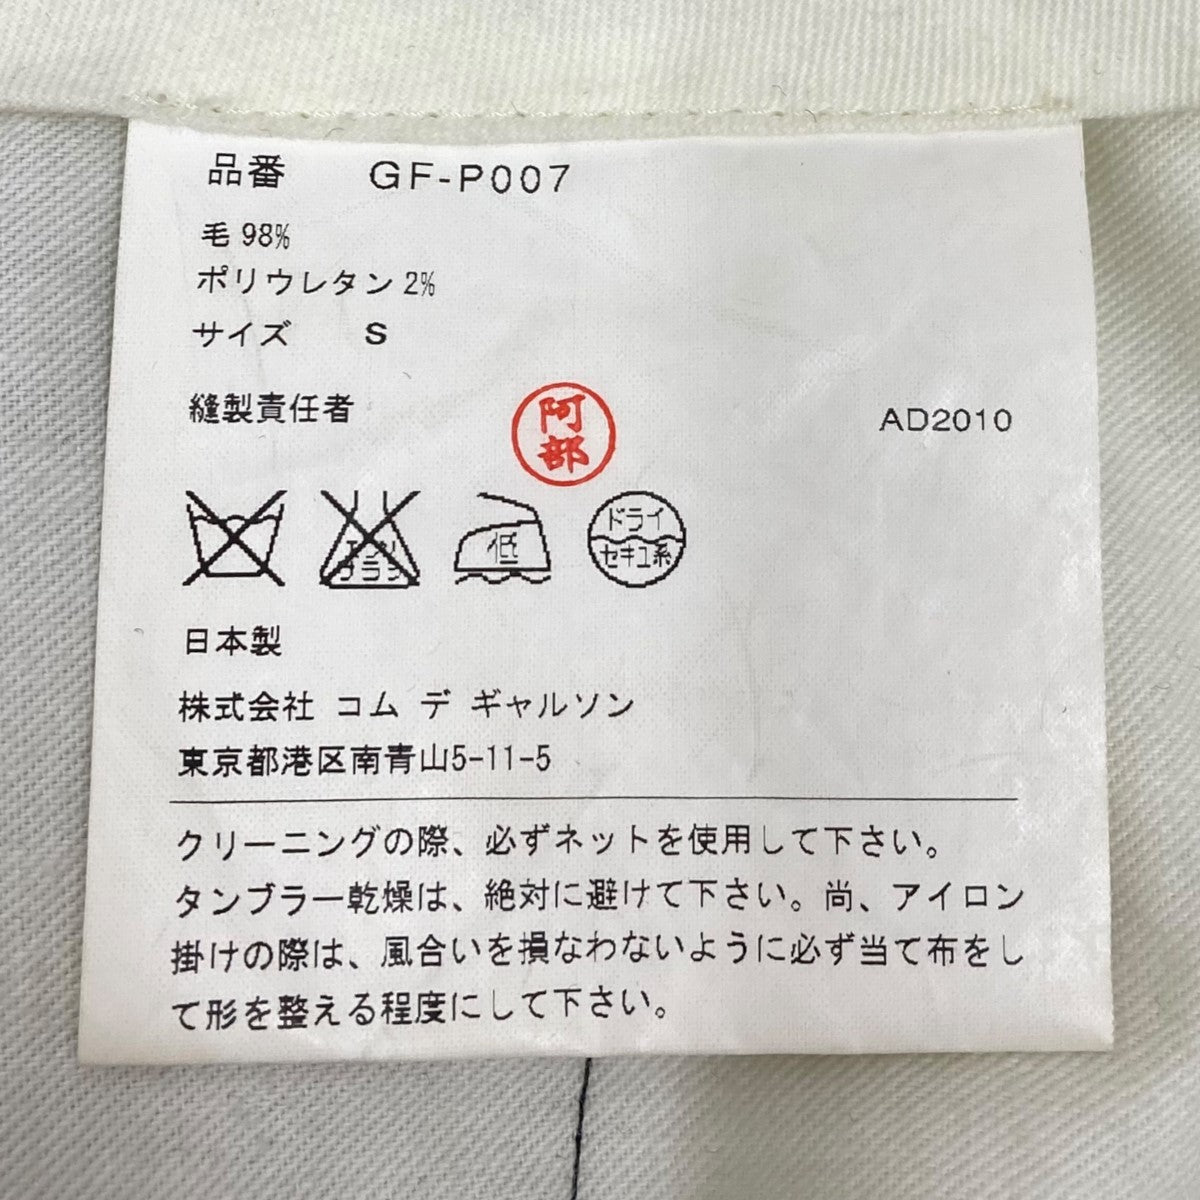 品番 GF-P007
毛 98%
ポリウレタン 2%
サイズ S
縫製責任者 阿部 AD2010
エンソ サラシ 低 ドライ セキユ系
日本製
株式会社 コム デ ギャルソン
東京都港区南青山5-11-5
クリーニングの際、必ずネットを使用して下さい。
タンブラー乾燥は、絶対に避けて下さい。尚、アイロン
掛けの際は、風合いを損なわないように必ず当て布をし
て形を整える程度にして下さい。